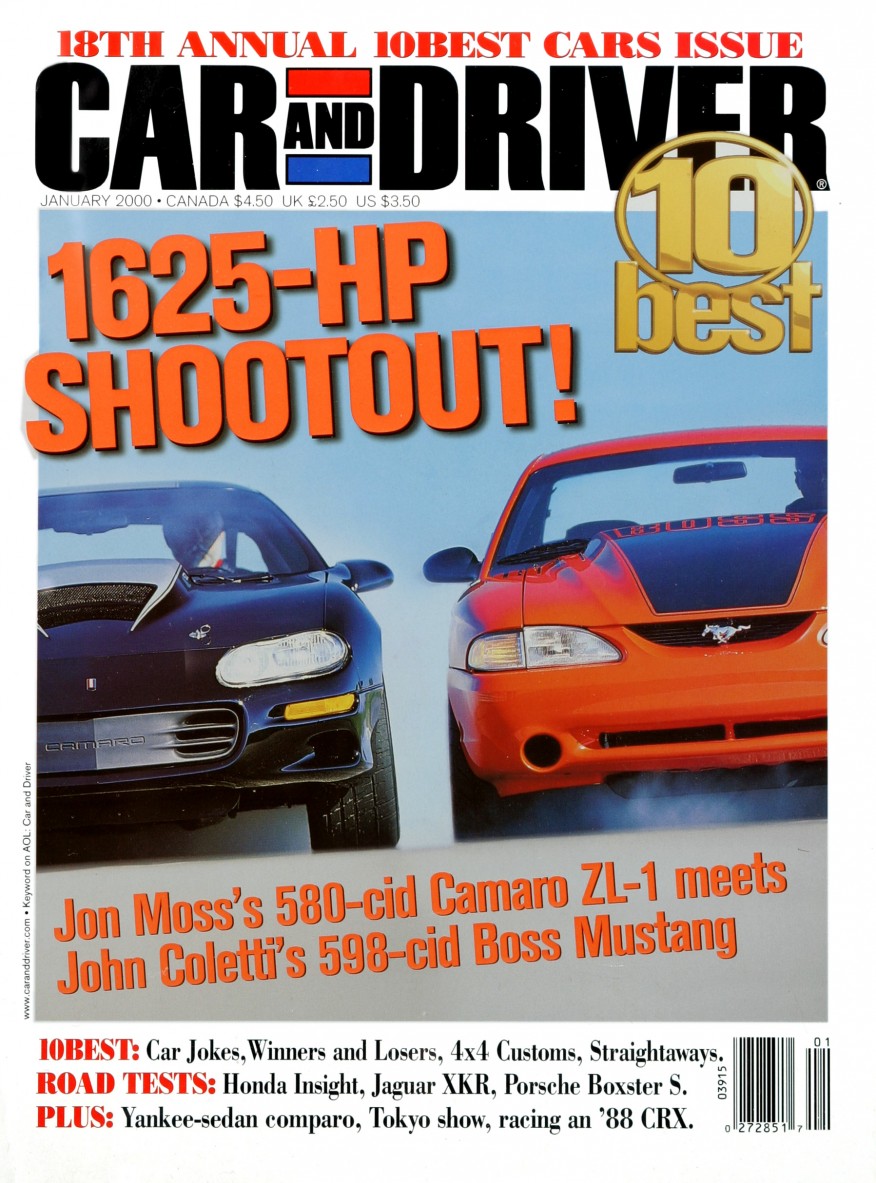 18TH ANNUAL 10BEST CARS ISSUE
CAR AND DRIVER®
JANUARY 2000 • CANADA $4.50 UK £2.50 US $3.50
10
best
1625-HP
SHOOTOUT!
BOSS
CAMARO
Jon Moss's 580-cid Camaro ZL-1 meets
John Coletti's 598-cid Boss Mustang
www.caranddriver.com • Keyword on AOL: Car and Driver
10BEST: Car Jokes, Winners and Losers, 4x4 Customs, Straightaways.
ROAD TESTS: Honda Insight, Jaguar XKR, Porsche Boxster S.
PLUS: Yankee-sedan comparo, Tokyo show, racing an '88 CRX.
03915
01
0 272851 7